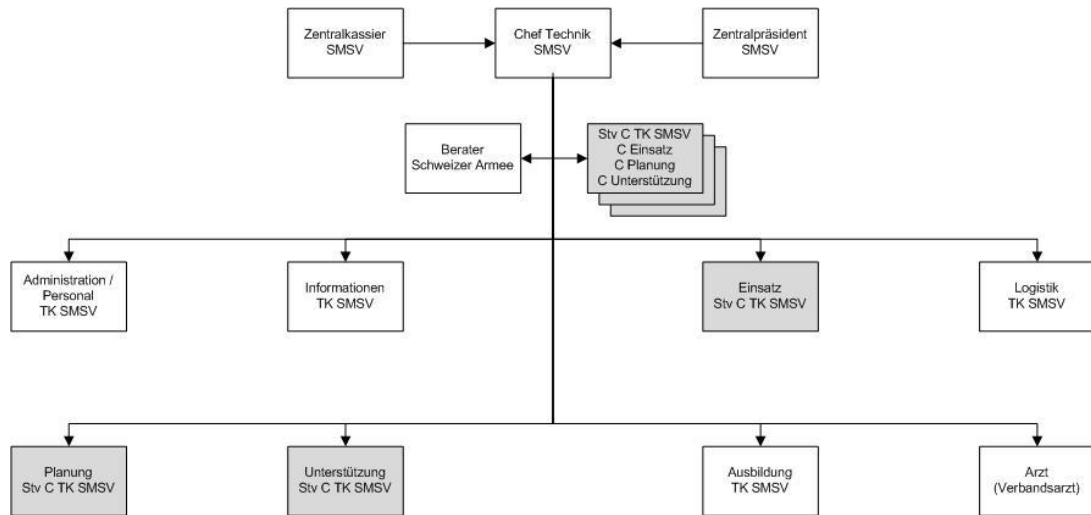 Zentralkassier
SMSV
Chef Technik
SMSV
Zentralpräsident
SMSV
Berater
Schweizer Armee
Stv C TK SMSV
C Einsatz
C Planung
C Unterstützung
Administration /
Personal
TK SMSV
Informationen
TK SMSV
Einsatz
Stv C TK SMSV
Logistik
TK SMSV
Planung
Stv C TK SMSV
Unterstützung
Stv C TK SMSV
Ausbildung
TK SMSV
Arzt
(Verbandsarzt)